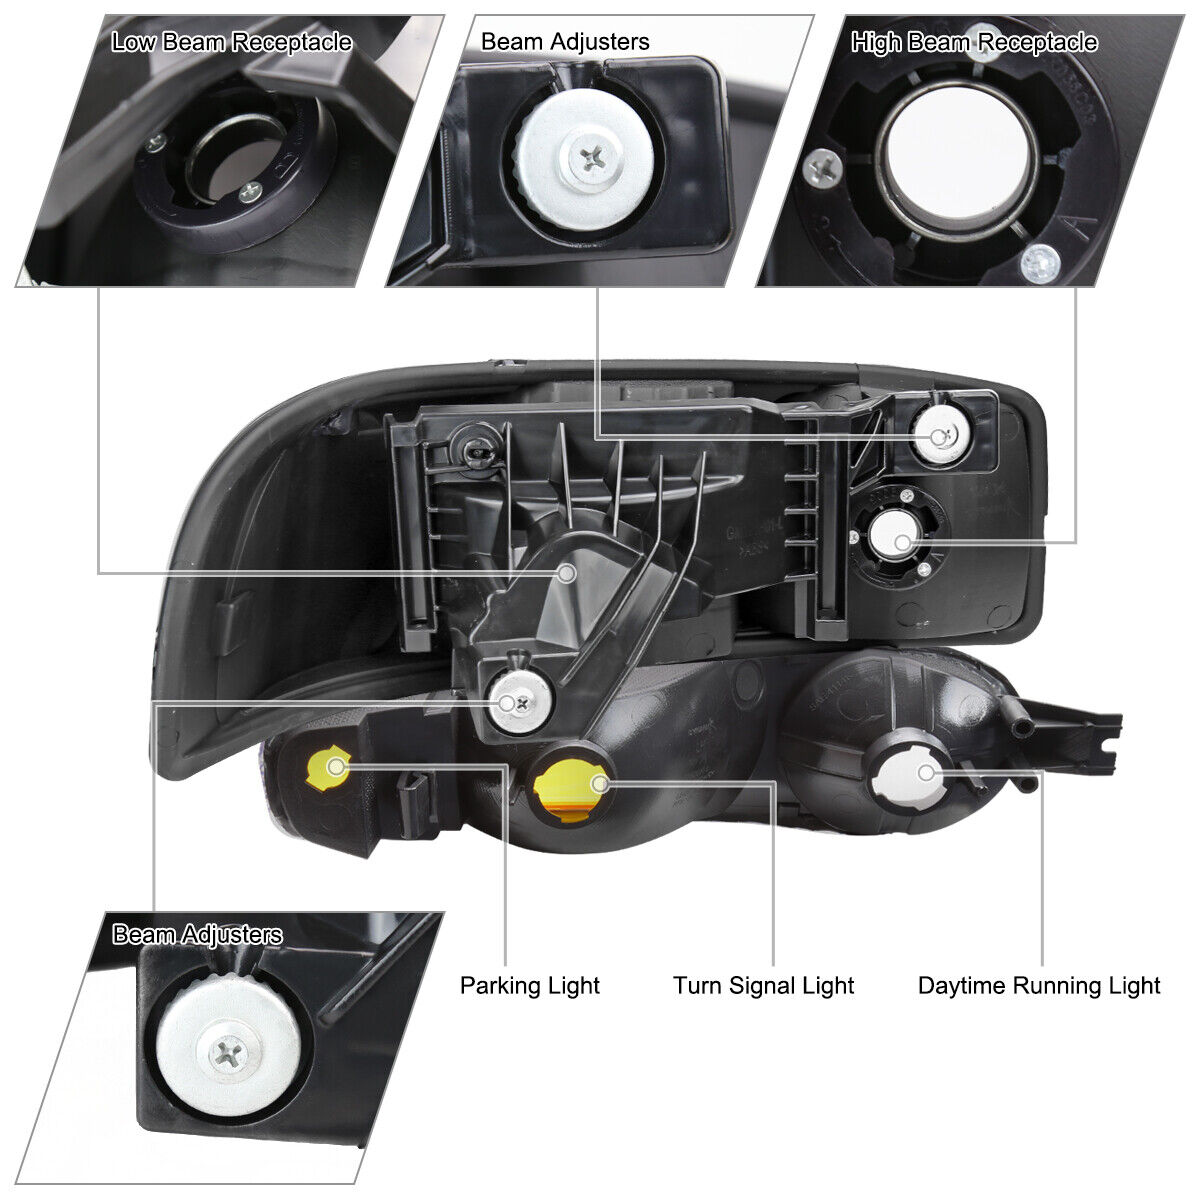 Low Beam Receptacle
Beam Adjusters
High Beam Receptacle
Beam Adjusters
Parking Light
Turn Signal Light
Daytime Running Light